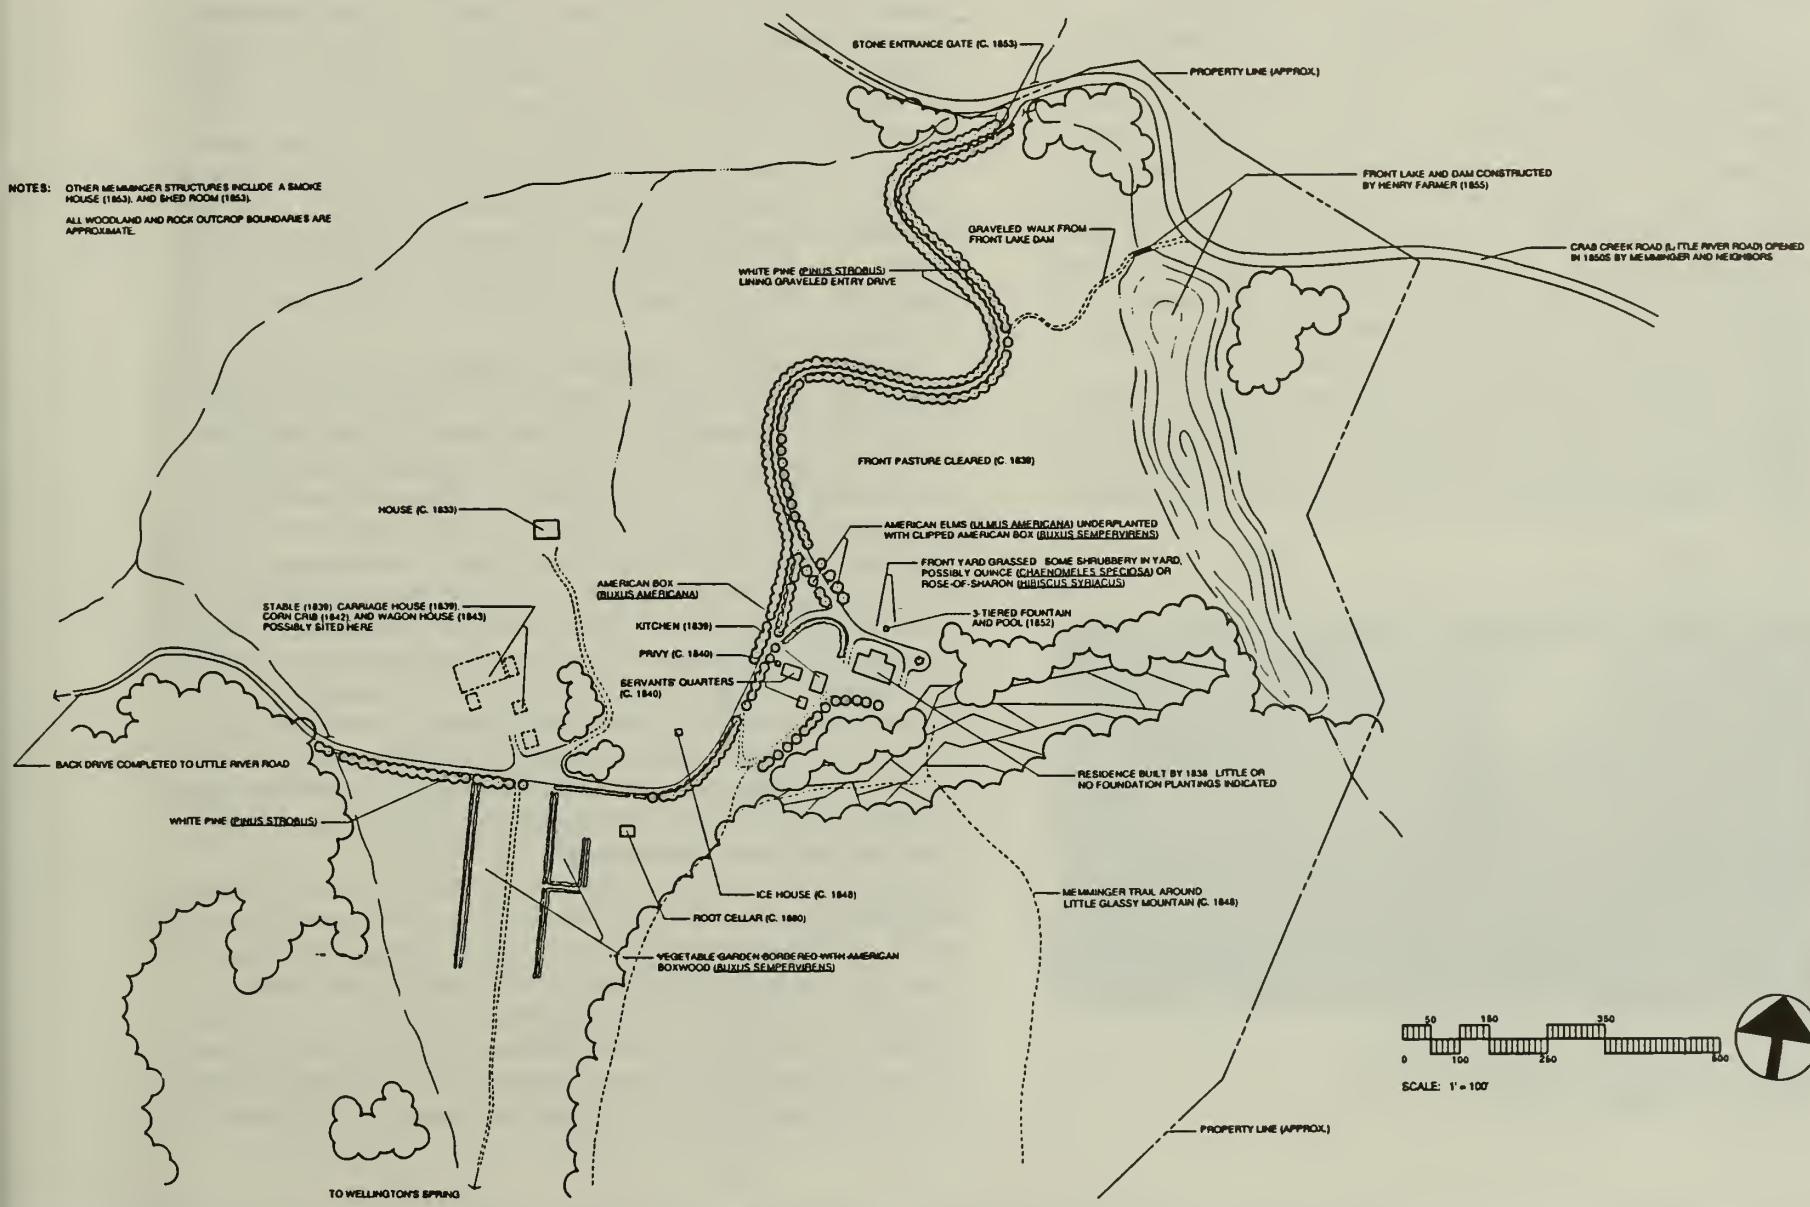 STONE ENTRANCE GATE (C. 1853)
PROPERTY LINE (APPROX.)
NOTES: OTHER MEMMINGER STRUCTURES INCLUDE A SMOKE
HOUSE (1853), AND SHED ROOM (1853).
ALL WOODLAND AND ROCK OUTCROP BOUNDARIES ARE
APPROXIMATE.
FRONT LAKE AND DAM CONSTRUCTED
BY HENRY FARMER (1855)
GRAVELED WALK FROM
FRONT LAKE DAM
CRAB CREEK ROAD (LITTLE RIVER ROAD) OPENED
IN 1850S BY MEMMINGER AND NEIGHBORS
WHITE PINE (PINUS STROBUS)
LINING GRAVELED ENTRY DRIVE
FRONT PASTURE CLEARED (C. 1839)
HOUSE (C. 1833)
AMERICAN ELMS (ULMUS AMERICANA) UNDERPLANTED
WITH CLIPPED AMERICAN BOX (BUXUS SEMPERVIRENS)
FRONT YARD GRASSED SOME SHRUBBERY IN YARD,
POSSIBLY QUINCE (CHAENOMELES SPECIOSA) OR
ROSE-OF-SHARON (HIBISCUS SYRIACUS)
AMERICAN BOX
(BUXUS AMERICANA)
STABLE (1839) CARRIAGE HOUSE (1839),
CORN CRIB (1842), AND WAGON HOUSE (1843)
POSSIBLY SITED HERE
3-TIERED FOUNTAIN
AND POOL (1852)
KITCHEN (1839)
PRIVY (C. 1840)
SERVANTS' QUARTERS
(C. 1840)
BACK DRIVE COMPLETED TO LITTLE RIVER ROAD
RESIDENCE BUILT BY 1838 LITTLE OR
NO FOUNDATION PLANTINGS INDICATED
WHITE PINE (PINUS STROBUS)
ICE HOUSE (C. 1848)
MEMMINGER TRAIL AROUND
LITTLE GLASSY MOUNTAIN (C. 1848)
ROOT CELLAR (C. 1880)
VEGETABLE GARDEN BORDERED WITH AMERICAN
BOXWOOD (BUXUS SEMPERVIRENS)
50 150 350
0 100 250 500
SCALE: 1" = 100'
PROPERTY LINE (APPROX.)
TO WELLINGTON'S SPRING